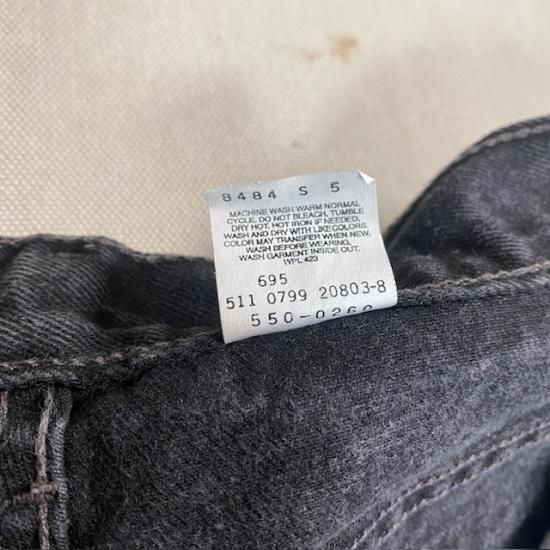 8484 S 5
MACHINE WASH WARM NORMAL
CYCLE, DO NOT BLEACH, TUMBLE
DRY HOT, HOT IRON IF NEEDED,
WASH AND DRY WITH LIKE COLORS,
COLOR MAY TRANSFER WHEN NEW,
WASH BEFORE WEARING,
WASH GARMENT INSIDE OUT.
WPL 423
695
511 0799 20803-8
550-0260